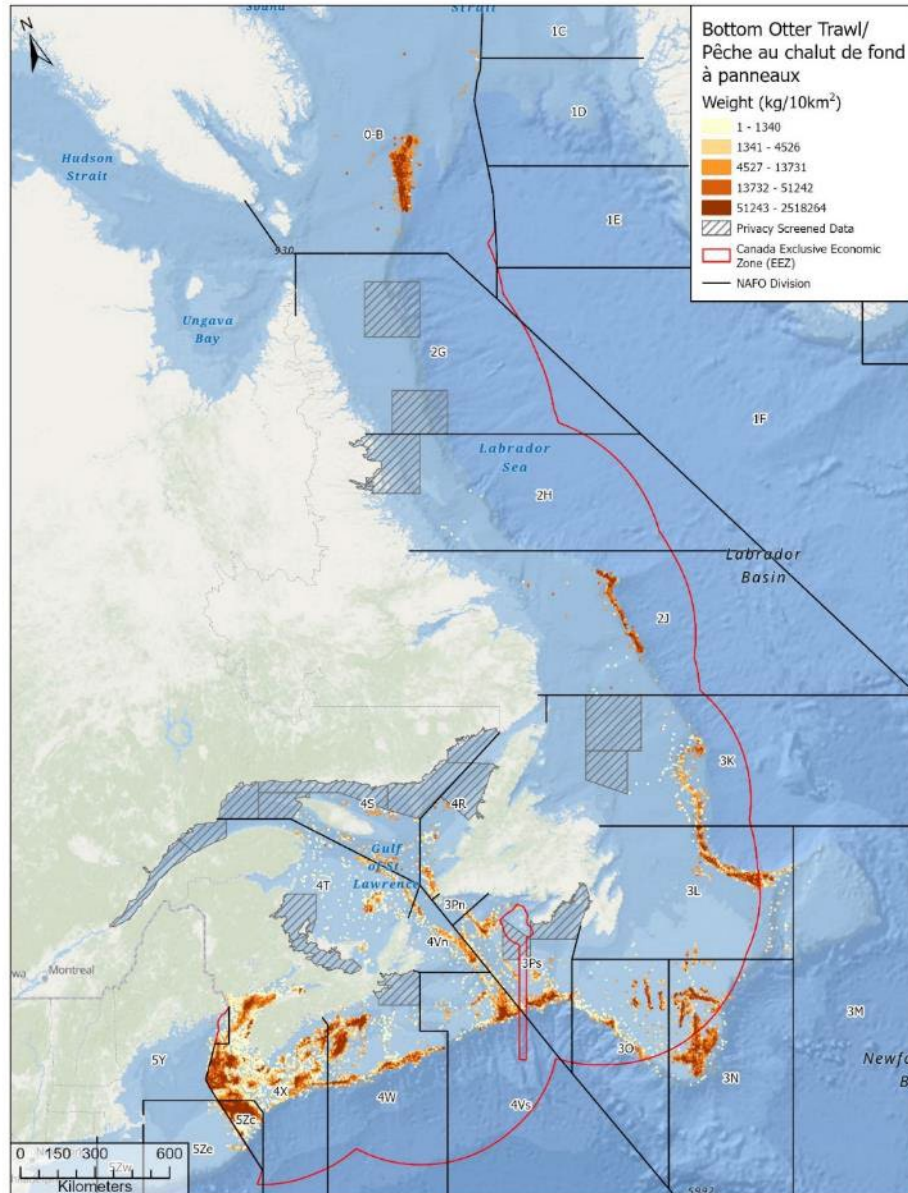 N
Sound
Strait
Bottom Otter Trawl/
Pêche au chalut de fond
à panneaux
Weight (kg/10km²)
1 - 1340
1341 - 4526
4527 - 13731
13732 - 51242
51243 - 2518264
Privacy Screened Data
Canada Exclusive Economic
Zone (EEZ)
NAFO Division
1C
1D
0-B
Hudson
Strait
1E
930
Ungava
Bay
2G
1F
Labrador
Sea
2H
Labrador
Basin
2J
3K
4S
4R
Gulf
of St.
Lawrence
4T
3L
3Pn
4Vn
3Ps
Montreal
3M
5Y
3O
3N
4X
4W
4Vs
5Zc
5Ze
5Zw
0 150 300 600
Kilometers